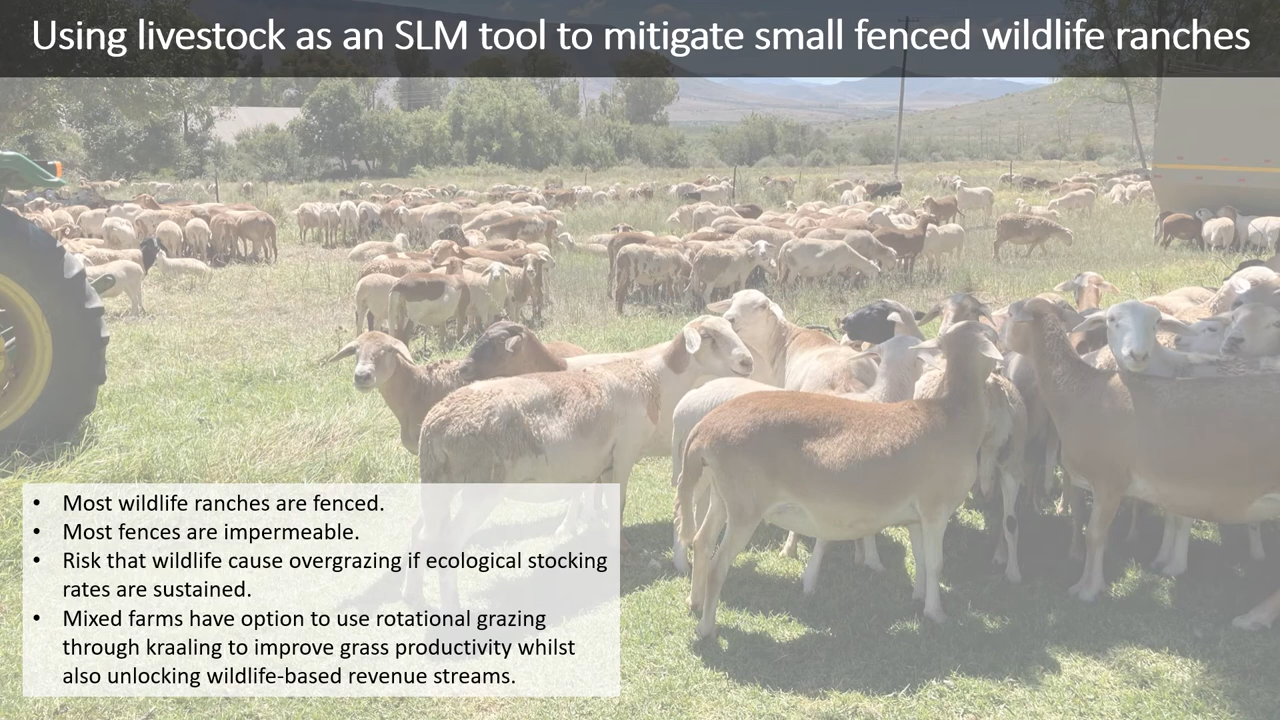 Using livestock as an SLM tool to mitigate small fenced wildlife ranches
• Most wildlife ranches are fenced.
• Most fences are impermeable.
• Risk that wildlife cause overgrazing if ecological stocking
rates are sustained.
• Mixed farms have option to use rotational grazing
through kraaling to improve grass productivity whilst
also unlocking wildlife-based revenue streams.